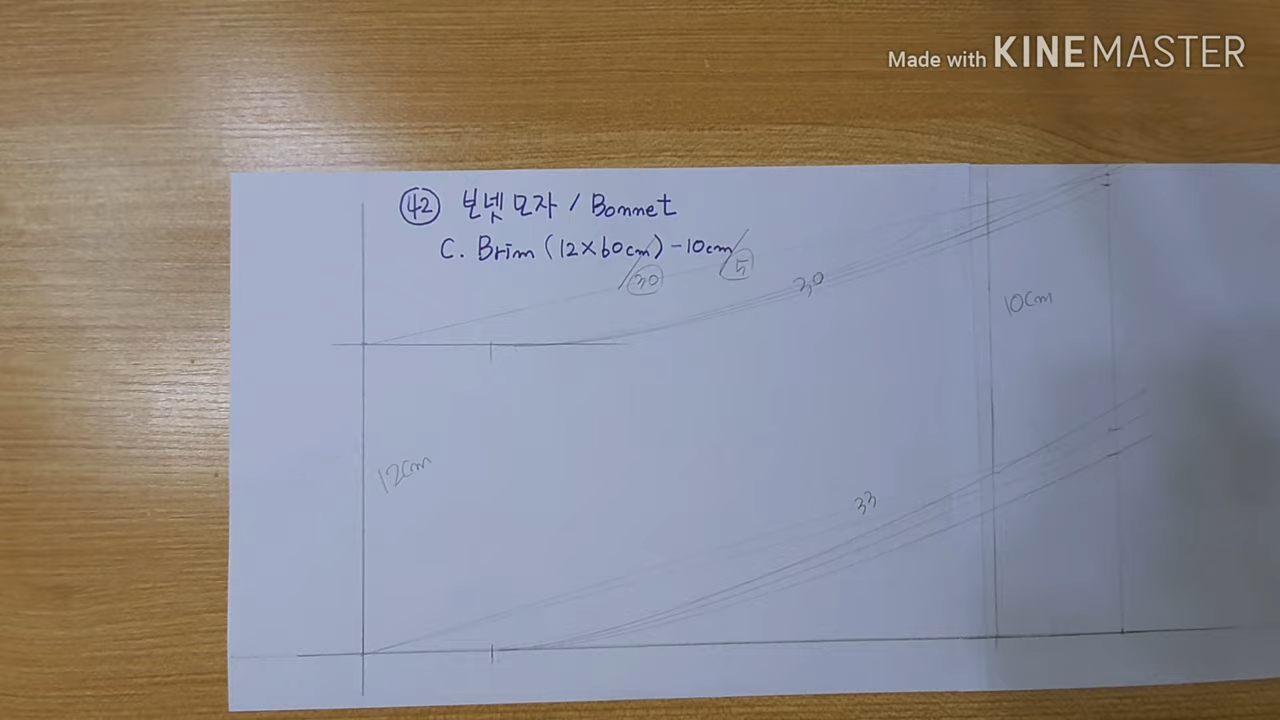 Made with KINEMASTER
42 보넷 모자 / Bonnet
C. Brim (12×60cm) - 10cm
30
5
30
10cm
12cm
33